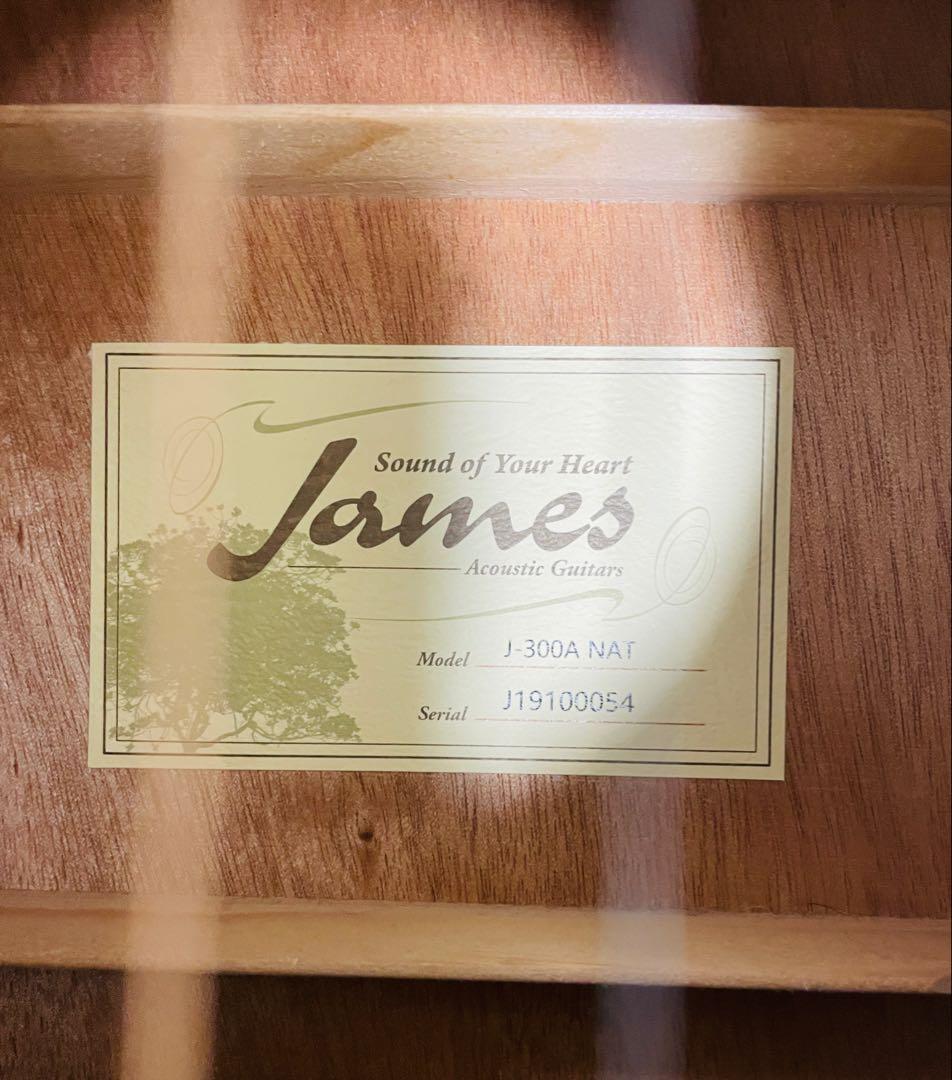 Sound of Your Heart
James
Acoustic Guitars
Model J-300A NAT
Serial J19100054